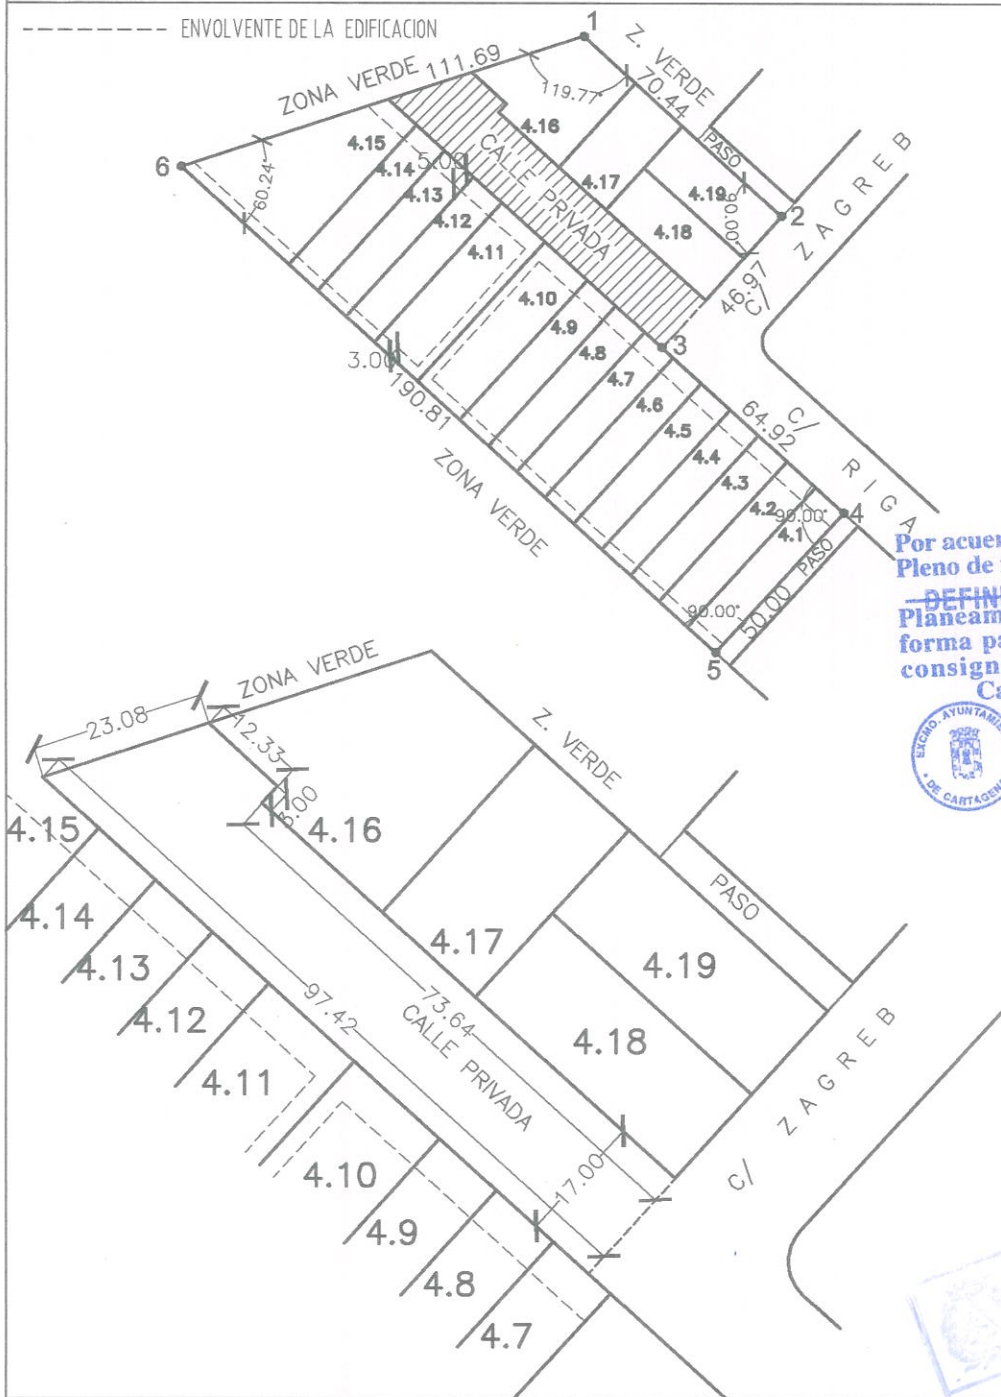 ENVOLVENTE DE LA EDIFICACION
1
Z. VERDE
70.44
ZONA VERDE
111.69
119.77°
4.16
PASO
6
60.24°
4.15
4.14
4.13
4.12
4.11
5.00
CALLE PRIVADA
4.17
4.19
90.00°
2
4.18
C/ ZAGREB
46.97
3
4.10
4.9
4.8
4.7
4.6
4.5
4.4
4.3
4.2
4.1
3.00
190.81
ZONA VERDE
64.92
C/ RIGA
90.00°
4
PASO
50.00
90.00°
5
Por acuer
Pleno de
DEFIN
Planeam
forma pa
consign
Ca
EXCMO. AYUNTAMI
DE CARTAGENA
ZONA VERDE
23.08
12.33
3.00
Z. VERDE
4.15
4.16
4.14
4.13
4.12
4.11
4.17
PASO
4.19
97.42
73.64
CALLE PRIVADA
4.18
C/ ZAGREB
17.00
4.10
4.9
4.8
4.7